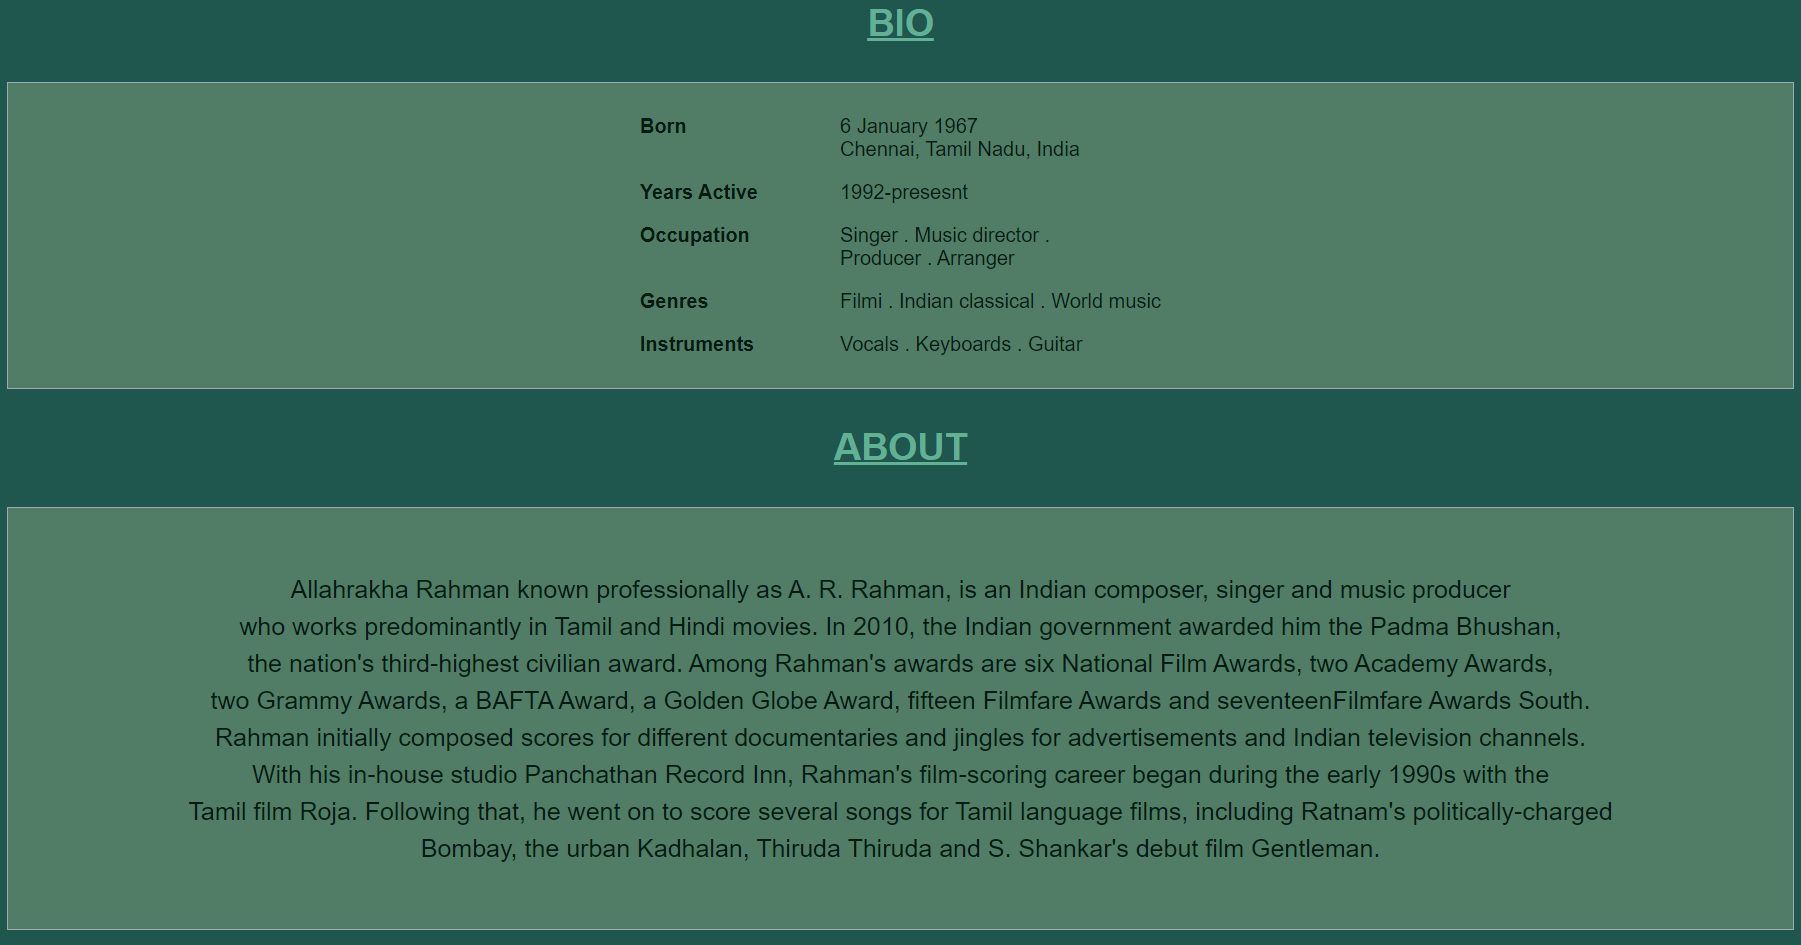 BIO
Born 6 January 1967
Chennai, Tamil Nadu, India
Years Active 1992-presesnt
Occupation Singer . Music director .
Producer . Arranger
Genres Filmi . Indian classical . World music
Instruments Vocals . Keyboards . Guitar
ABOUT
Allahrakha Rahman known professionally as A. R. Rahman, is an Indian composer, singer and music producer
who works predominantly in Tamil and Hindi movies. In 2010, the Indian government awarded him the Padma Bhushan,
the nation's third-highest civilian award. Among Rahman's awards are six National Film Awards, two Academy Awards,
two Grammy Awards, a BAFTA Award, a Golden Globe Award, fifteen Filmfare Awards and seventeenFilmfare Awards South.
Rahman initially composed scores for different documentaries and jingles for advertisements and Indian television channels.
With his in-house studio Panchathan Record Inn, Rahman's film-scoring career began during the early 1990s with the
Tamil film Roja. Following that, he went on to score several songs for Tamil language films, including Ratnam's politically-charged
Bombay, the urban Kadhalan, Thiruda Thiruda and S. Shankar's debut film Gentleman.